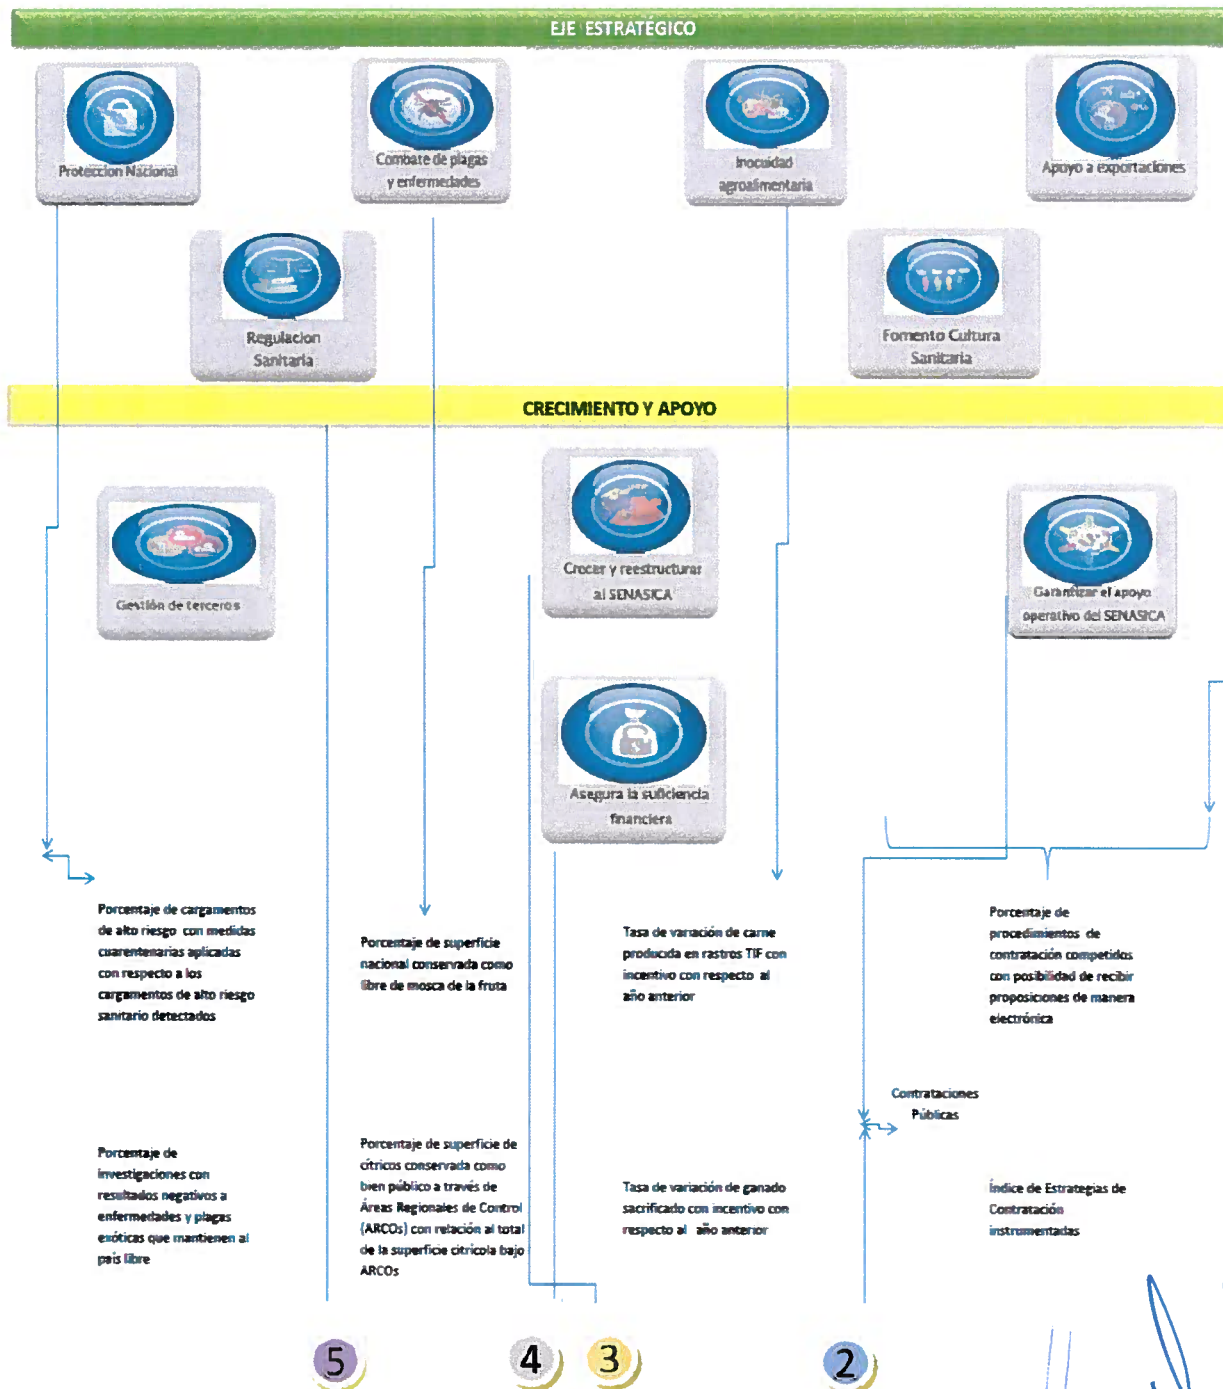 EJE ESTRATÉGICO
Proteccion Nacional
Combate de plagas
y enfermedades
Inocuidad
agroalimentaria
Apoyo a exportaciones
Regulacion
Sanitaria
Fomento Cultura
Sanitaria
CRECIMIENTO Y APOYO
Gestión de terceros
Crecer y reestructurar
al SENASICA
Garantizar el apoyo
operativo del SENASICA
Asegura la suficiencia
financiera
Porcentaje de cargamentos
de alto riesgo con medidas
cuarentenarias aplicadas
con respecto a los
cargamentos de alto riesgo
sanitario detectados
Porcentaje de superficie
nacional conservada como
libre de mosca de la fruta
Tasa de variación de carne
producida en rastros TIF con
incentivo con respecto al
año anterior
Porcentaje de
procedimientos de
contratación competidos
con posibilidad de recibir
proposiciones de manera
electrónica
Contrataciones
Públicas
Porcentaje de
investigaciones con
resultados negativos a
enfermedades y plagas
exóticas que mantienen al
país libre
Porcentaje de superficie de
cítricos conservada como
bien público a través de
Áreas Regionales de Control
(ARCOs) con relación al total
de la superficie citrícola bajo
ARCOs
Tasa de variación de ganado
sacrificado con incentivo con
respecto al año anterior
Índice de Estrategias de
Contratación
instrumentadas
5
4
3
2